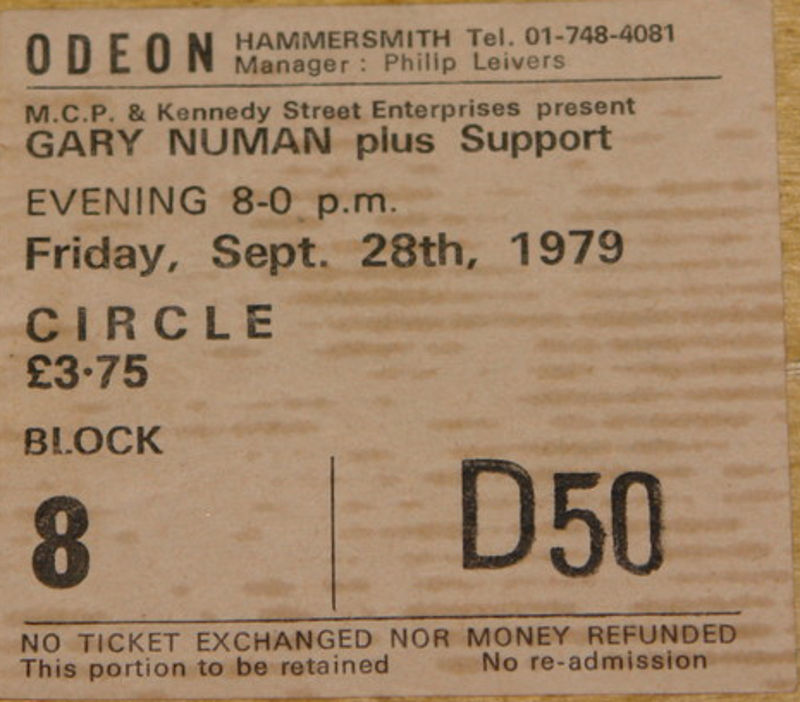 ODEON HAMMERSMITH Tel. 01-748-4081
Manager : Philip Leivers
M.C.P. & Kennedy Street Enterprises present
GARY NUMAN plus Support
EVENING 8-0 p.m.
Friday, Sept. 28th, 1979
CIRCLE
£3·75
BLOCK
8 D50
NO TICKET EXCHANGED NOR MONEY REFUNDED
This portion to be retained No re-admission